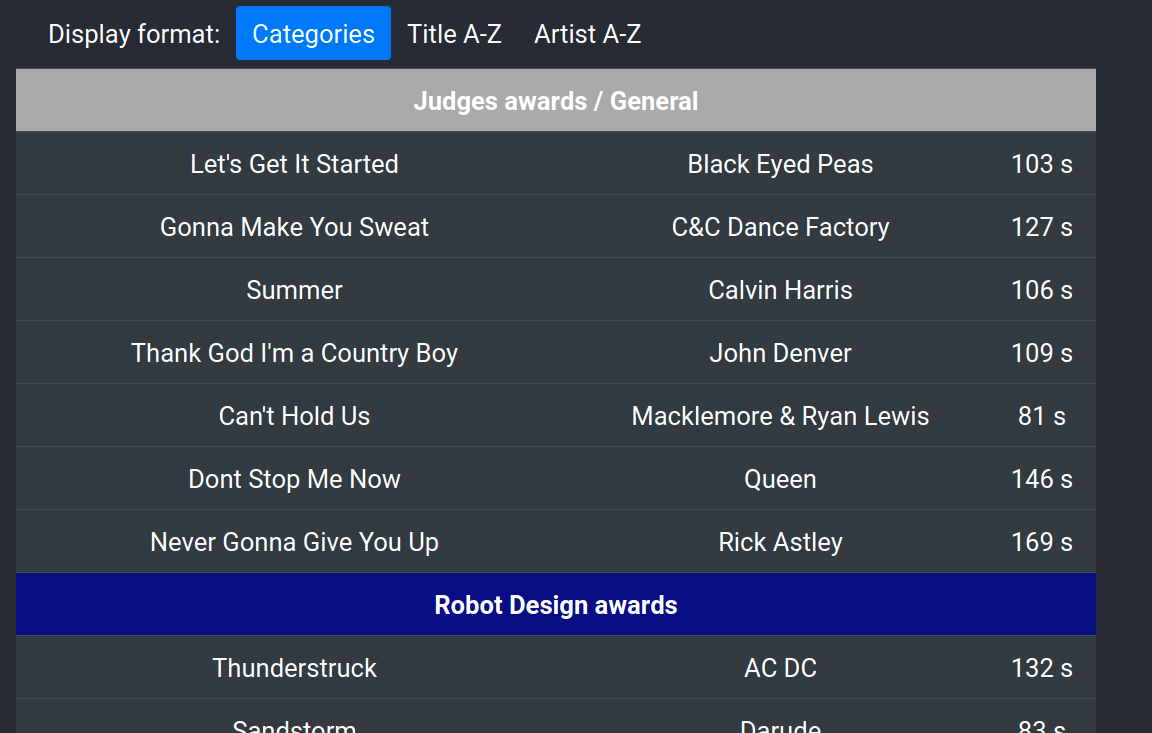 Display format: Categories Title A-Z Artist A-Z
Judges awards / General
Let's Get It Started Black Eyed Peas 103 s
Gonna Make You Sweat C&C Dance Factory 127 s
Summer Calvin Harris 106 s
Thank God I'm a Country Boy John Denver 109 s
Can't Hold Us Macklemore & Ryan Lewis 81 s
Dont Stop Me Now Queen 146 s
Never Gonna Give You Up Rick Astley 169 s
Robot Design awards
Thunderstruck AC DC 132 s
Sandstorm Darude 83 s